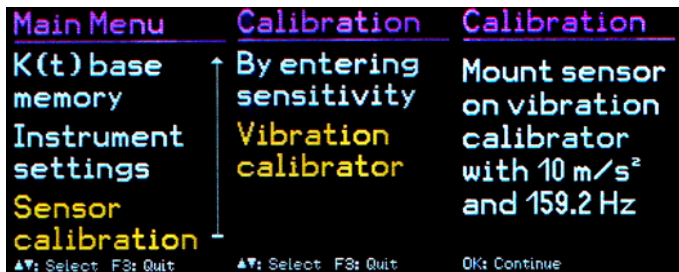 Main Menu
K(t) base
memory
Instrument
settings
Sensor
calibration
▲▼: Select F3: Quit
Calibration
By entering
sensitivity
Vibration
calibrator
▲▼: Select F3: Quit
Calibration
Mount sensor
on vibration
calibrator
with 10 m/s²
and 159.2 Hz
OK: Continue